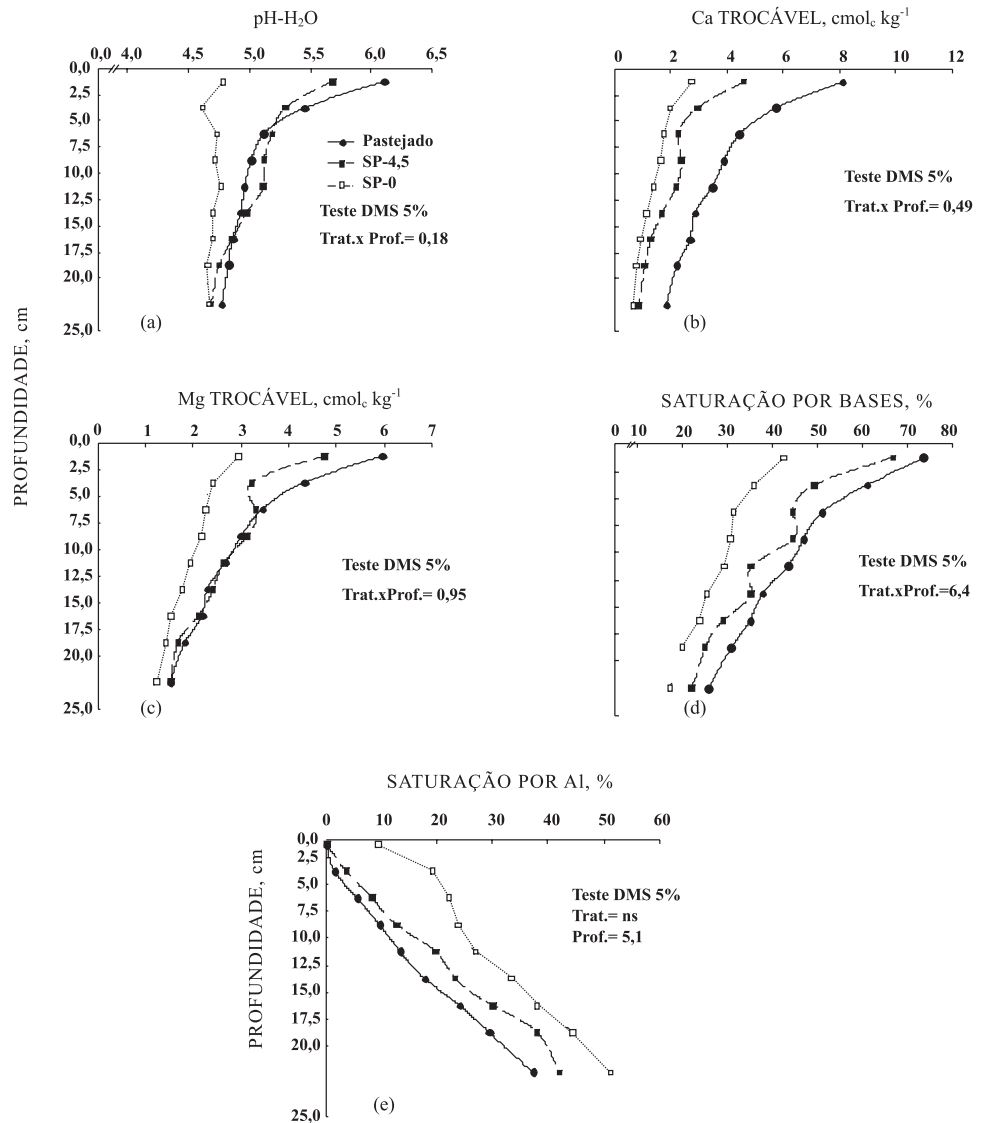 pH-H2O
0,0 4,0 4,5 5,0 5,5 6,0 6,5
0,0
2,5
5,0
7,5
10,0
12,5
15,0
17,5
20,0
25,0
Pastejado
SP-4,5
SP-0
Teste DMS 5%
Trat.x Prof.= 0,18
(a)
Ca TROCÁVEL, cmolc kg-1
0 2 4 6 8 10 12
Teste DMS 5%
Trat.x Prof.= 0,49
(b)
PROFUNDIDADE, cm
Mg TROCÁVEL, cmolc kg-1
0 1 2 3 4 5 6 7
0,0
2,5
5,0
7,5
10,0
12,5
15,0
17,5
20,0
25,0
Teste DMS 5%
Trat.xProf.= 0,95
(c)
SATURAÇÃO POR BASES, %
0 10 20 30 40 50 60 70 80
Teste DMS 5%
Trat.xProf.=6,4
(d)
SATURAÇÃO POR Al, %
0 10 20 30 40 50 60
0,0
2,5
5,0
7,5
10,0
12,5
15,0
17,5
20,0
25,0
PROFUNDIDADE, cm
Teste DMS 5%
Trat.= ns
Prof.= 5,1
(e)